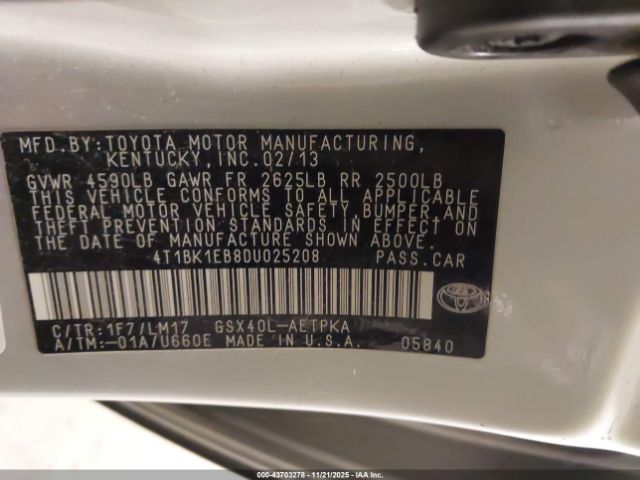 MFD.BY:TOYOTA MOTOR MANUFACTURING,
KENTUCKY,INC.02/13
GVWR 4590LB GAWR FR 2625LB RR 2500LB
THIS VEHICLE CONFORMS TO ALL APPLICABLE
FEDERAL MOTOR VEHICLE SAFETY,BUMPER,AND
THEFT PREVENTION STANDARDS IN EFFECT ON
THE DATE OF MANUFACTURE SHOWN ABOVE.
4T1BK1EB8DU025208 PASS.CAR
C/TR:1F7/LM17 GSX40L-AETPKA
A/TM:-01A/U660E MADE IN U.S.A. 05840
TOYOTA
000-43703278 - 11/21/2025 - IAA Inc.